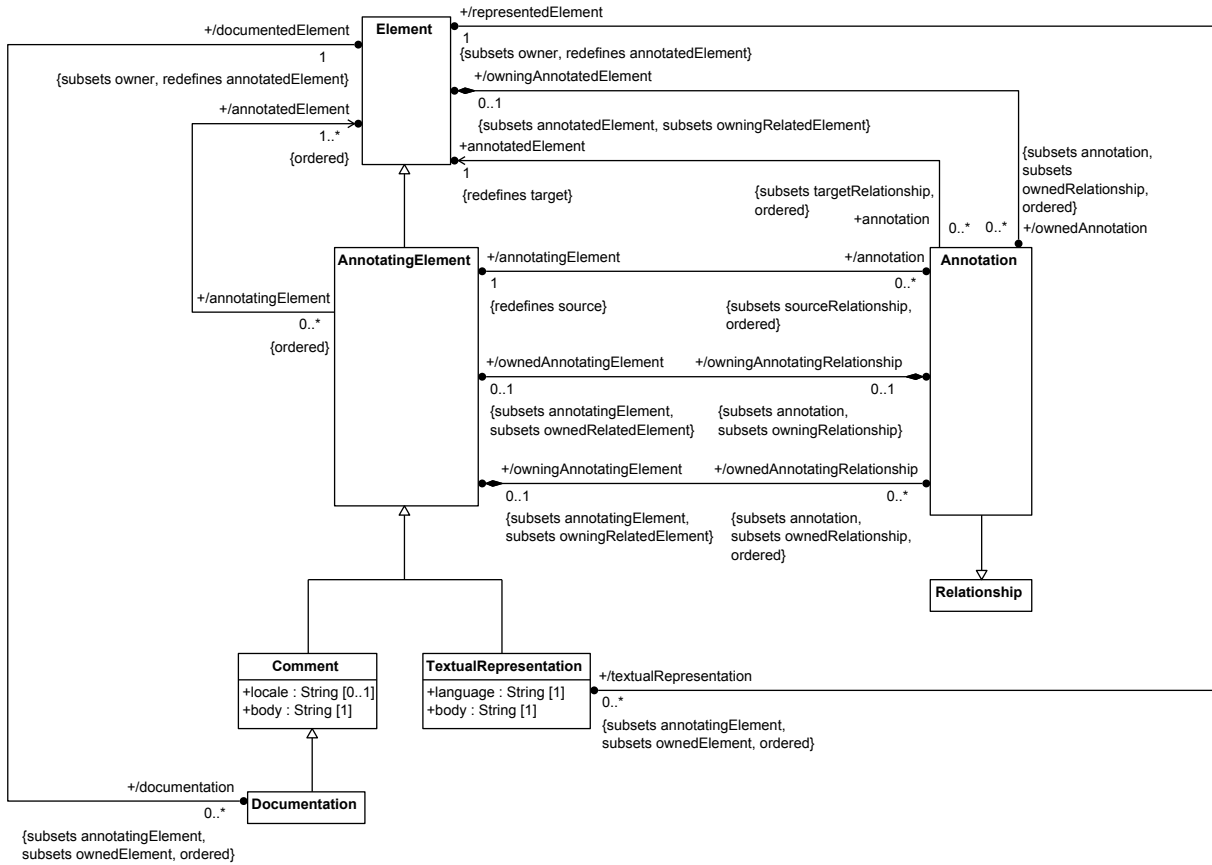 +/representedElement
Element
+/documentedElement
1
1
{subsets owner, redefines annotatedElement}
{subsets owner, redefines annotatedElement}
+/owningAnnotatedElement
0..1
+/annotatedElement
1..*
{subsets annotatedElement, subsets owningRelatedElement}
{ordered}
+annotatedElement
1
{redefines target}
{subsets annotation,
subsets
ownedRelationship,
ordered}
{subsets targetRelationship,
ordered}
+annotation
0..*
0..*
+/ownedAnnotation
AnnotatingElement
+/annotatingElement
+/annotation
Annotation
1
0..*
+/annotatingElement
{redefines source}
{subsets sourceRelationship,
ordered}
0..*
{ordered}
+/ownedAnnotatingElement
+/owningAnnotatingRelationship
0..1
0..1
{subsets annotatingElement,
subsets ownedRelatedElement}
{subsets annotation,
subsets owningRelationship}
+/owningAnnotatingElement
+/ownedAnnotatingRelationship
0..1
0..*
{subsets annotatingElement,
subsets owningRelatedElement}
{subsets annotation,
subsets ownedRelationship,
ordered}
Relationship
Comment
+locale : String [0..1]
+body : String [1]
TextualRepresentation
+language : String [1]
+body : String [1]
+/textualRepresentation
0..*
{subsets annotatingElement,
subsets ownedElement, ordered}
+/documentation
Documentation
0..*
{subsets annotatingElement,
subsets ownedElement, ordered}